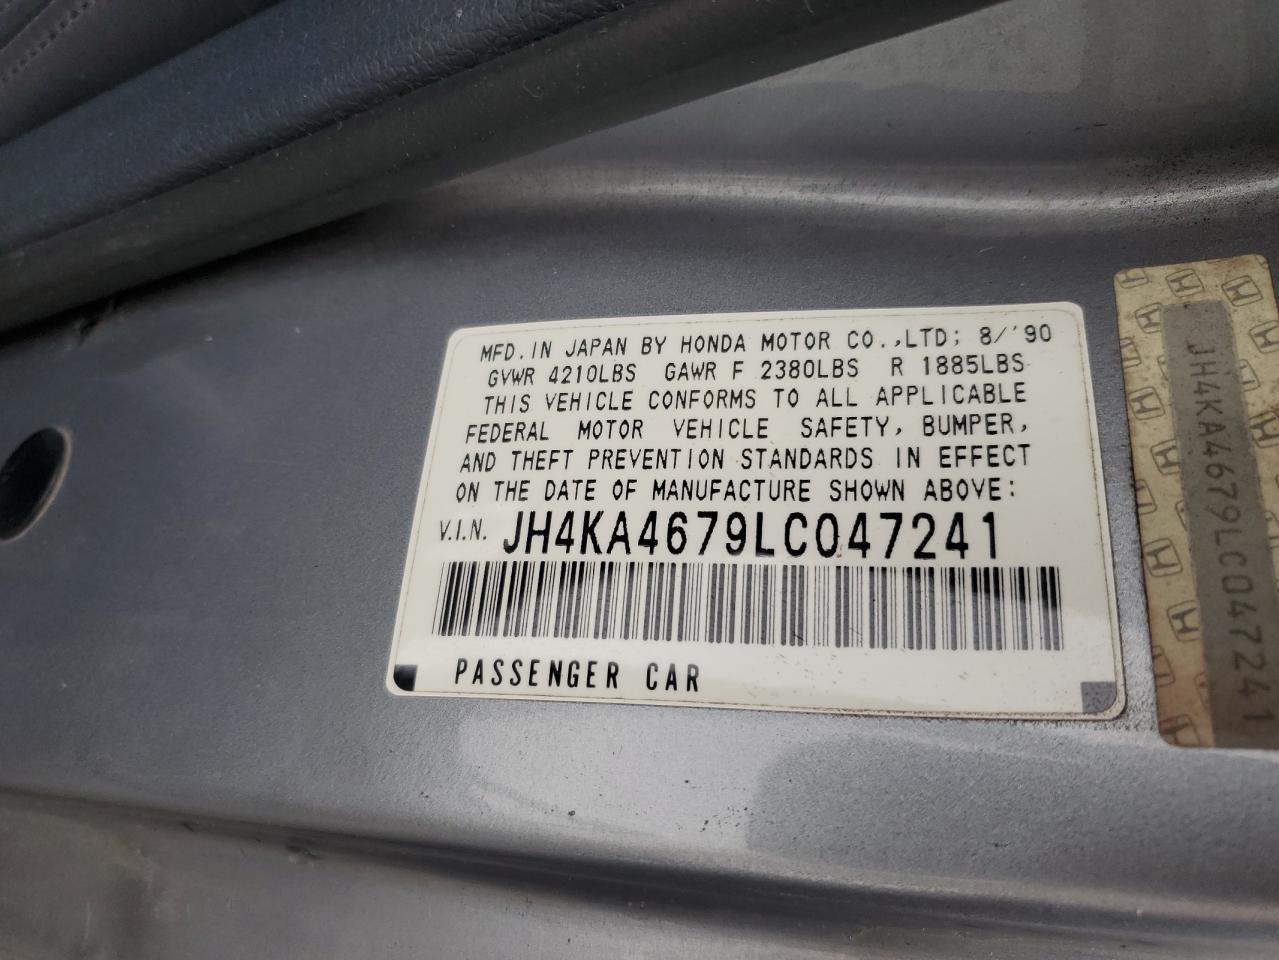 MFD. IN JAPAN BY HONDA MOTOR CO.,LTD; 8/'90
GVWR 4210LBS GAWR F 2380LBS R 1885LBS
THIS VEHICLE CONFORMS TO ALL APPLICABLE
FEDERAL MOTOR VEHICLE SAFETY, BUMPER,
AND THEFT PREVENTION STANDARDS IN EFFECT
ON THE DATE OF MANUFACTURE SHOWN ABOVE:
V.I.N. JH4KA4679LC047241
PASSENGER CAR
JH4KA4679LC047241